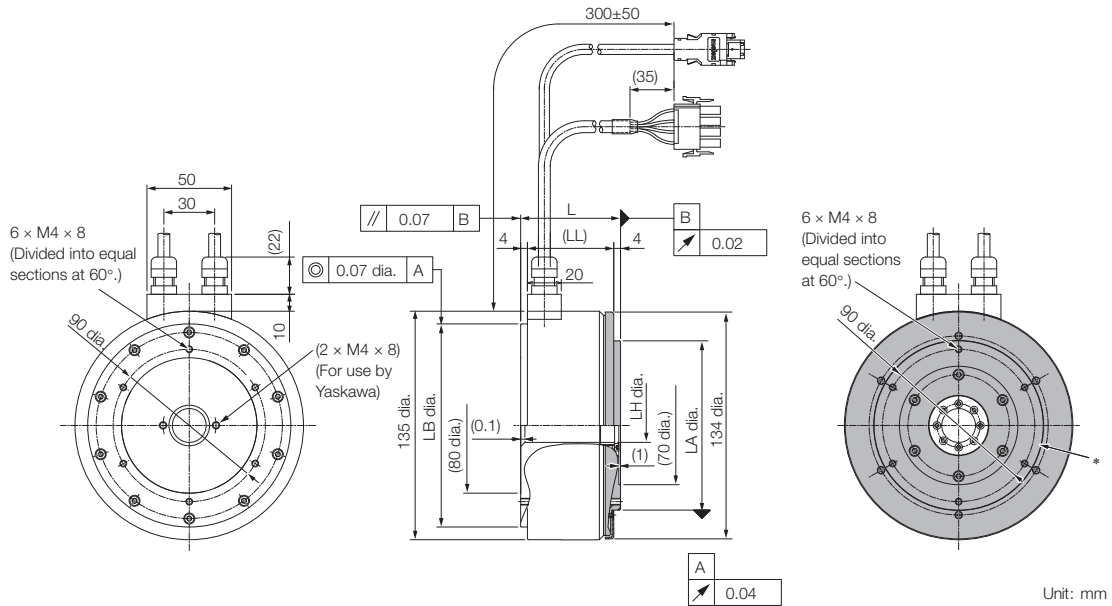 300±50
(35)
50
30
6 × M4 × 8
(Divided into equal
sections at 60°.)
(22)
10
90 dia.
(2 × M4 × 8)
(For use by
Yaskawa)
// 0.07 B
L
B
0.02
4
(LL)
4
◎ 0.07 dia. A
20
135 dia.
LB dia.
(80 dia.)
(0.1)
LH dia.
(1)
(70 dia.)
LA dia.
134 dia.
A
0.04
6 × M4 × 8
(Divided into
equal sections
at 60°.)
90 dia.
*
Unit: mm